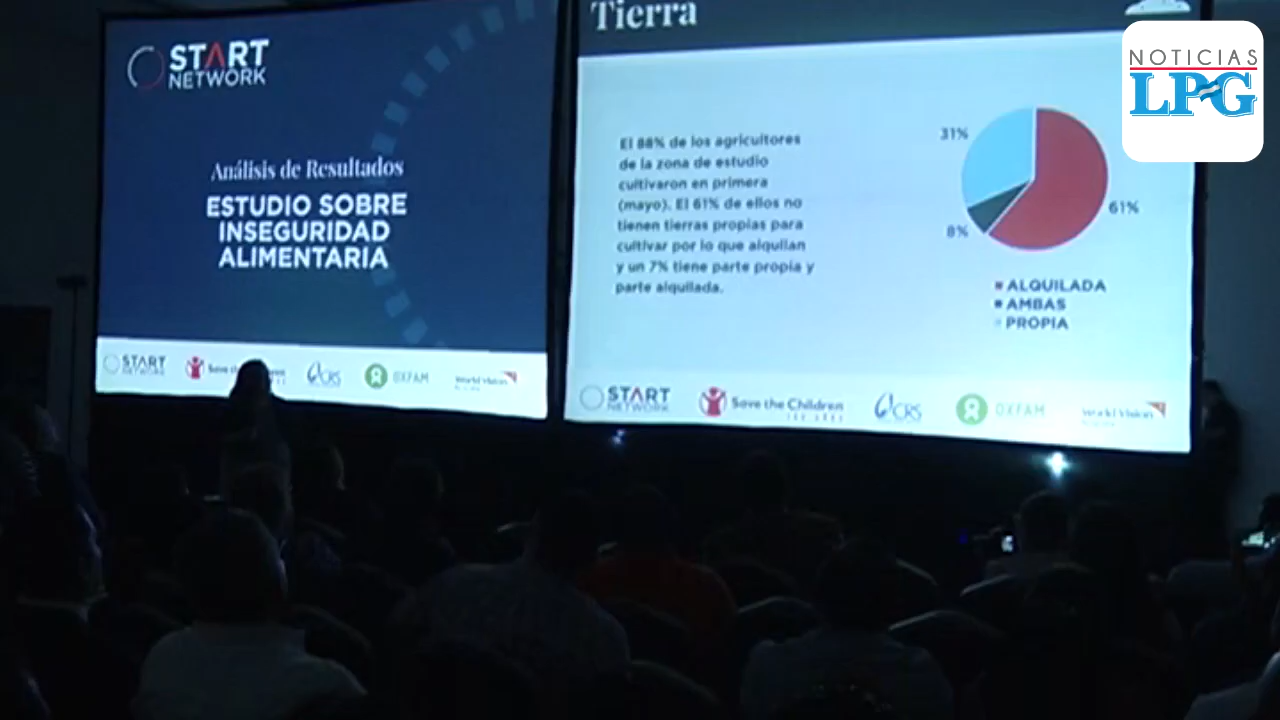 START
NETWORK
Análisis de Resultados
ESTUDIO SOBRE
INSEGURIDAD
ALIMENTARIA
START
NETWORK
Save the
CRS
OXFAM
World Vision
Tierra
El 88% de los agricultores
de la zona de estudio
cultivaron en primera
(mayo). El 61% de ellos no
tienen tierras propias para
cultivar por lo que alquilan
y un 7% tiene parte propia y
parte alquilada.
31%
61%
8%
ALQUILADA
AMBAS
PROPIA
START
NETWORK
Save the Children
CRS
OXFAM
World Vision
NOTICIAS
LPG